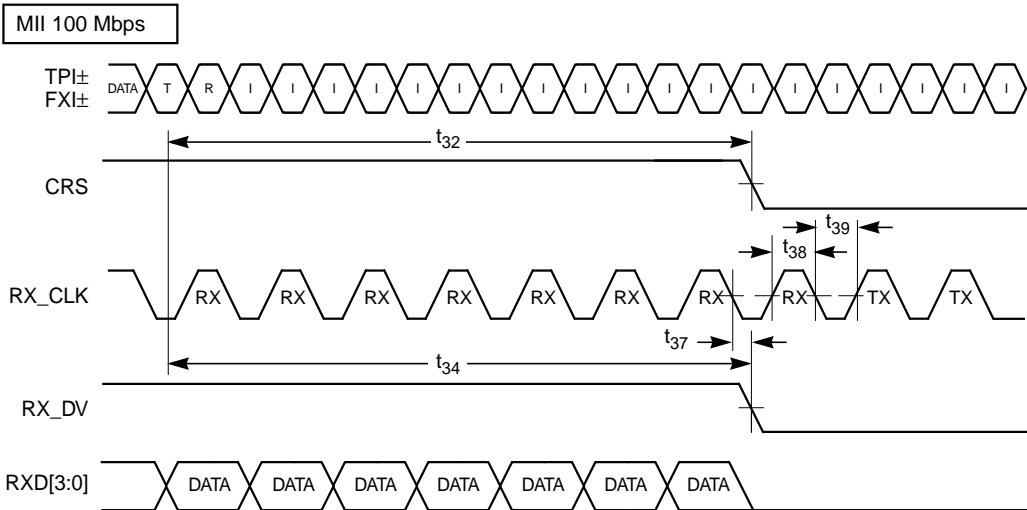 MII 100 Mbps
TPI±
FXI±
DATA T R I I I I I I I I I I I I I I I I I I I
t32
CRS
t39
t38
RX_CLK RX RX RX RX RX RX RX RX TX TX
t37
t34
RX_DV
RXD[3:0] DATA DATA DATA DATA DATA DATA DATA